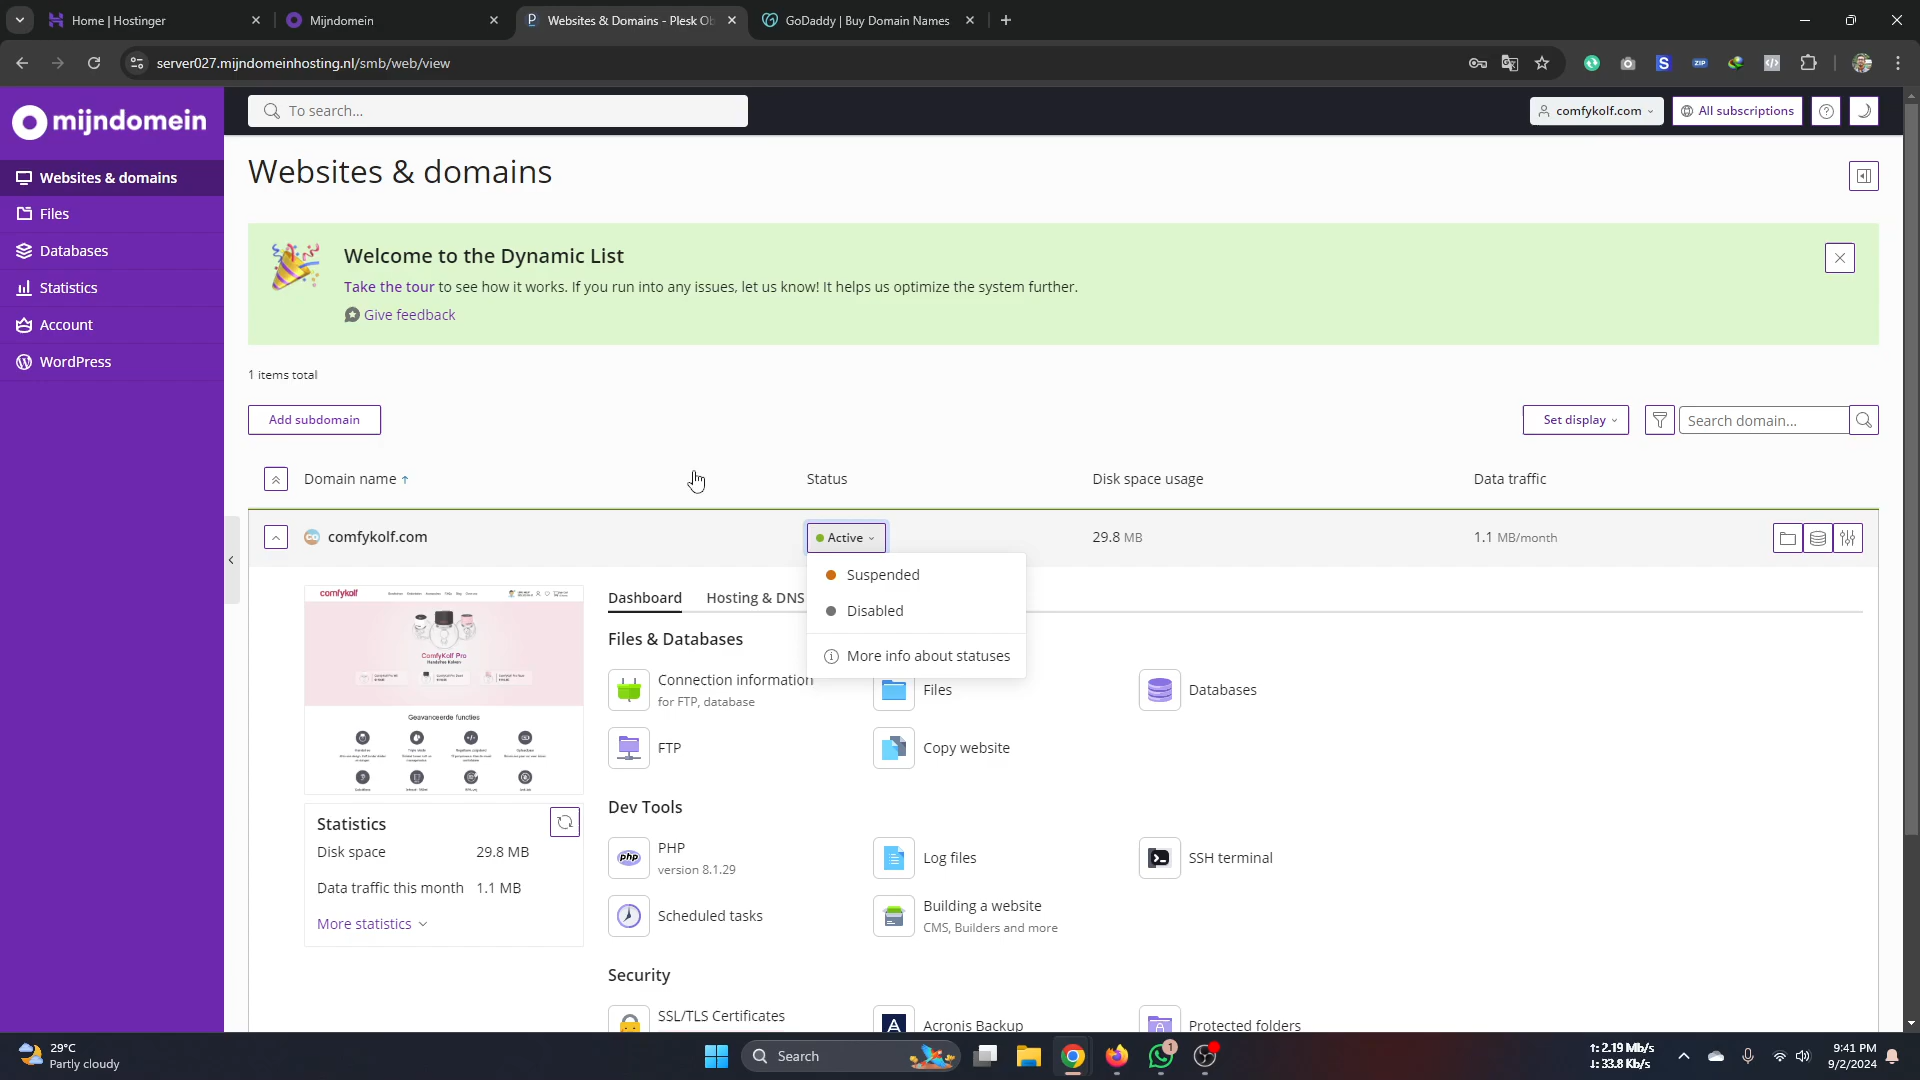 Home | Hostinger
Mijndomein
Websites & Domains - Plesk Ob
GoDaddy | Buy Domain Names
server027.mijndomeinhosting.nl/smb/web/view
mijndomein
To search...
comfykolf.com
All subscriptions
Websites & domains
Files
Databases
Statistics
Account
WordPress
Websites & domains
Welcome to the Dynamic List
Take the tour to see how it works. If you run into any issues, let us know! It helps us optimize the system further.
Give feedback
1 items total
Add subdomain
Set display
Search domain...
Domain name ↑
Status
Disk space usage
Data traffic
comfykolf.com
Active
29.8 MB
1.1 MB/month
Suspended
Disabled
More info about statuses
Dashboard
Hosting & DNS
comfykolf
ComfyKolf Pro
Handsfree Kolven
Geavanceerde functies
Files & Databases
Connection information
for FTP, database
Files
Databases
FTP
Copy website
Dev Tools
PHP
version 8.1.29
Log files
SSH terminal
Scheduled tasks
Building a website
CMS, Builders and more
Statistics
Disk space 29.8 MB
Data traffic this month 1.1 MB
More statistics
Security
SSL/TLS Certificates
Acronis Backup
Protected folders
29°C
Partly cloudy
Search
1
↑: 2.19 Mb/s
↓: 33.8 Kb/s
9:41 PM
9/2/2024